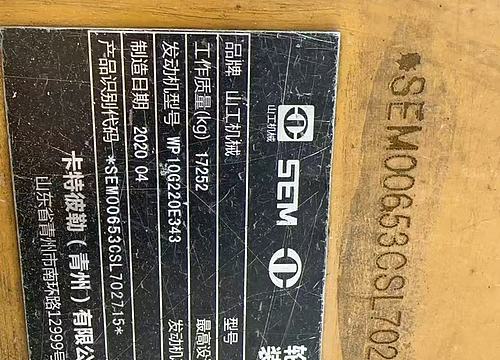 山工机械 SEM
轮
装
品牌 山工机械 型号
工作质量(kg) 17252 最高设
发动机型号 WP10G220E343 发动机
制造日期 2020 04
产品识别代码 *SEM00653CSL702715*
卡特彼勒（青州）有限公
山东省青州市南环路12999号
*SEM00653CSL702